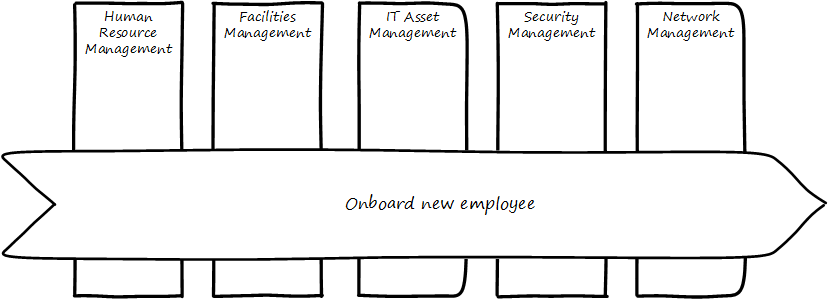 Human
Resource
Management
Facilities
Management
IT Asset
Management
Security
Management
Network
Management
Onboard new employee